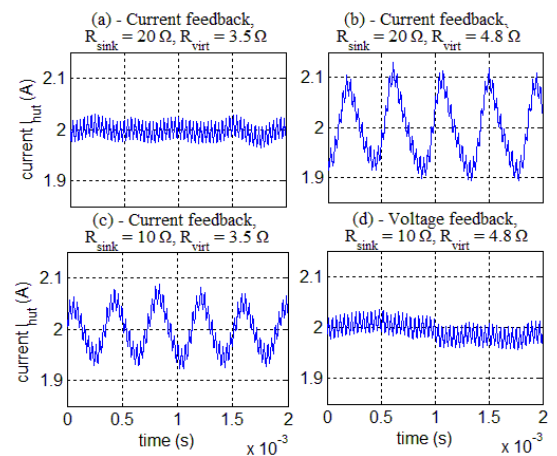 (a) - Current feedback,
R_sink = 20 Ω, R_virt = 3.5 Ω
(b) - Current feedback,
R_sink = 20 Ω, R_virt = 4.8 Ω
2.1
2
1.9
current I_hut (A)
2.1
2
1.9
(c) - Current feedback,
R_sink = 10 Ω, R_virt = 3.5 Ω
(d) - Voltage feedback,
R_sink = 10 Ω, R_virt = 4.8 Ω
2.1
2
1.9
current I_hut (A)
0 0.5 1 1.5 2
time (s)
x 10^-3
2.1
2
1.9
0 0.5 1 1.5 2
time (s)
x 10^-3